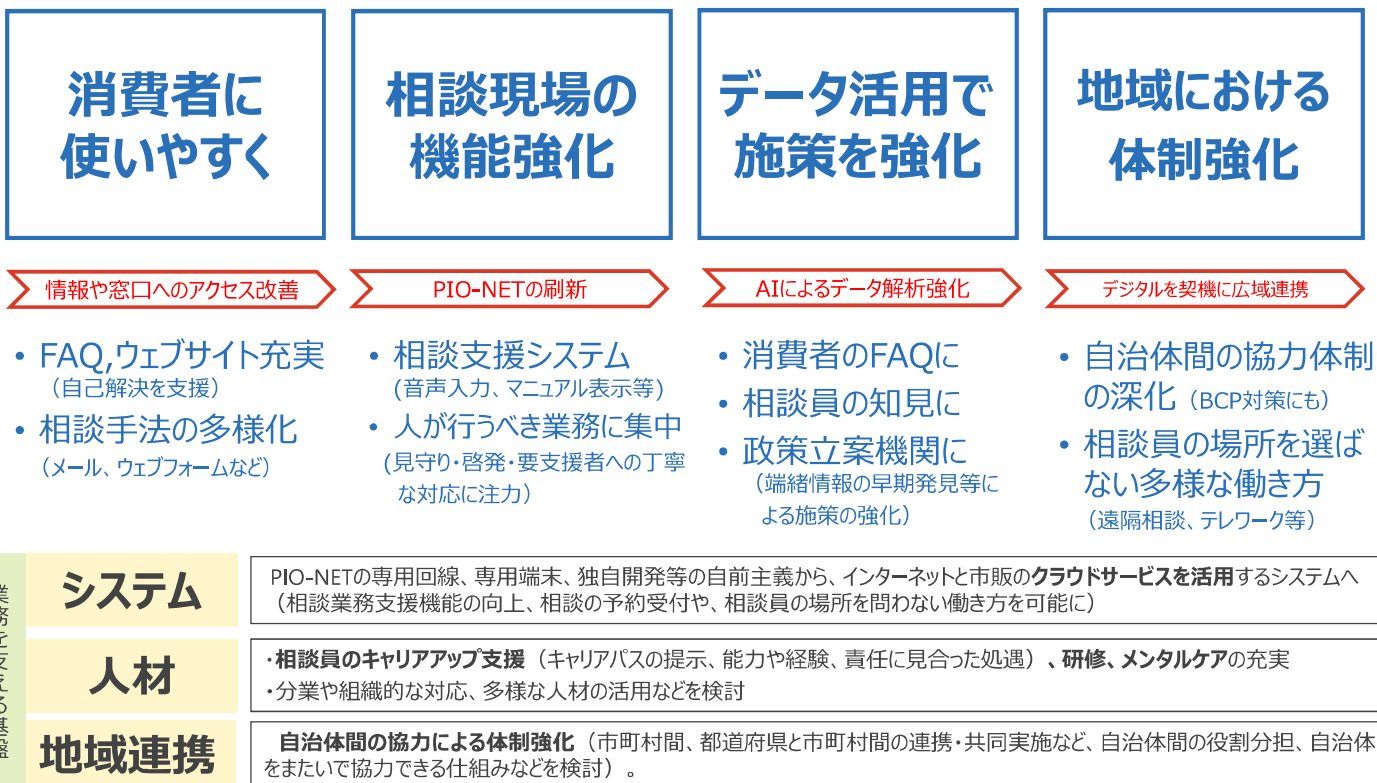 消費者に
使いやすく
相談現場の
機能強化
データ活用で
施策を強化
地域における
体制強化
情報や窓口へのアクセス改善
PIO-NETの刷新
AIによるデータ解析強化
デジタルを契機に広域連携
• FAQ,ウェブサイト充実
（自己解決を支援）
• 相談手法の多様化
（メール、ウェブフォームなど）
• 相談支援システム
(音声入力、マニュアル表示等)
• 人が行うべき業務に集中
(見守り・啓発・要支援者への丁寧
な対応に注力）
• 消費者のFAQに
• 相談員の知見に
• 政策立案機関に
（端緒情報の早期発見等に
よる施策の強化）
• 自治体間の協力体制
の深化（BCP対策にも）
• 相談員の場所を選ば
ない多様な働き方
（遠隔相談、テレワーク等）
業務を支える基盤
システム
PIO-NETの専用回線、専用端末、独自開発等の自前主義から、インターネットと市販のクラウドサービスを活用するシステムへ
（相談業務支援機能の向上、相談の予約受付や、相談員の場所を問わない働き方を可能に）
人材
・相談員のキャリアアップ支援（キャリアパスの提示、能力や経験、責任に見合った処遇）、研修、メンタルケアの充実
・分業や組織的な対応、多様な人材の活用などを検討
地域連携
自治体間の協力による体制強化（市町村間、都道府県と市町村間の連携・共同実施など、自治体間の役割分担、自治体
をまたいで協力できる仕組みなどを検討）。